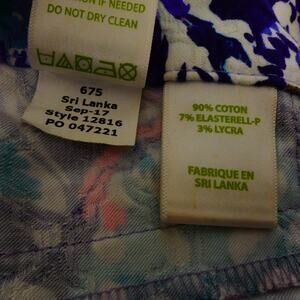 ON IF NEEDED
DO NOT DRY CLEAN
675
Sri Lanka
Sep-17
Style 12816
PO 047221
90% COTON
7% ELASTERELL-P
3% LYCRA
FABRIQUE EN
SRI LANKA